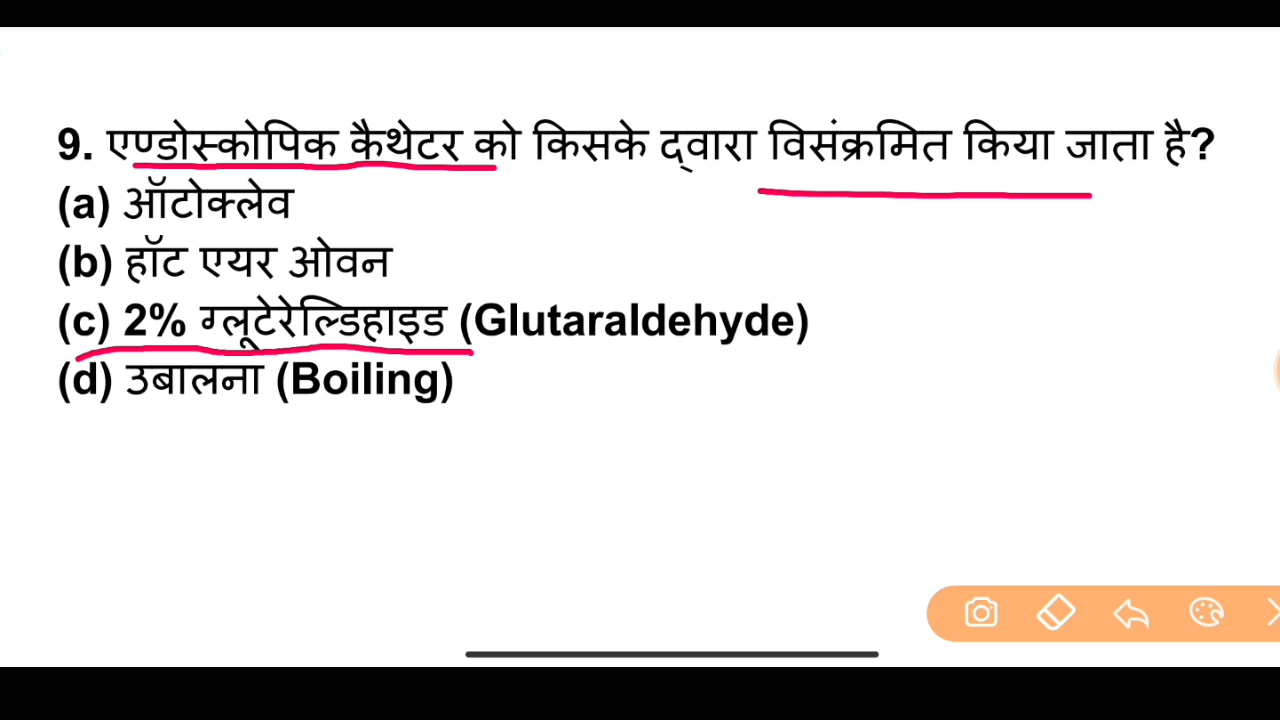 9. एण्डोस्कोपिक कैथेटर को किसके द्वारा विसंक्रमित किया जाता है?
(a) ऑटोक्लेव
(b) हॉट एयर ओवन
(c) 2% ग्लूटेरेल्डिहाइड (Glutaraldehyde)
(d) उबालना (Boiling)